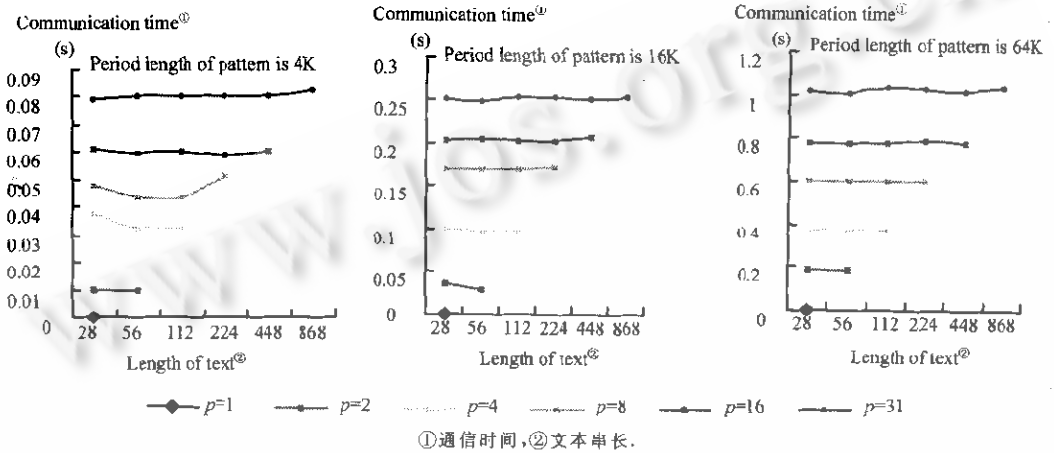 Communication time①
(s)
Period length of pattern is 4K
0.09
0.08
0.06
0.06
0.05
0.04
0.03
0.02
0.01
0
28 56 112 224 448 868
Length of text②
Communication time①
(s)
Period length of pattern is 16K
0.3
0.25
0.2
0.15
0.1
0.05
0
28 56 112 224 448 868
Length of text②
Communication time①
(s)
Period length of pattern is 64K
1.2
1
0.8
0.6
0.4
0.2
0
28 56 112 224 448 868
Length of text②
p=1 p=2 p=4 p=8 p=16 p=31
①通信时间,②文本串长.
www.jos.org.cn